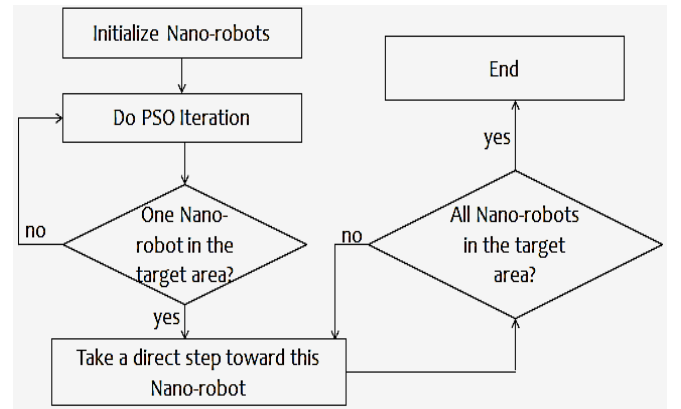 Initialize Nano-robots
Do PSO Iteration
One Nano-
robot in the
target area?
no
yes
Take a direct step toward this
Nano-robot
All Nano-robots
in the target
area?
no
yes
End